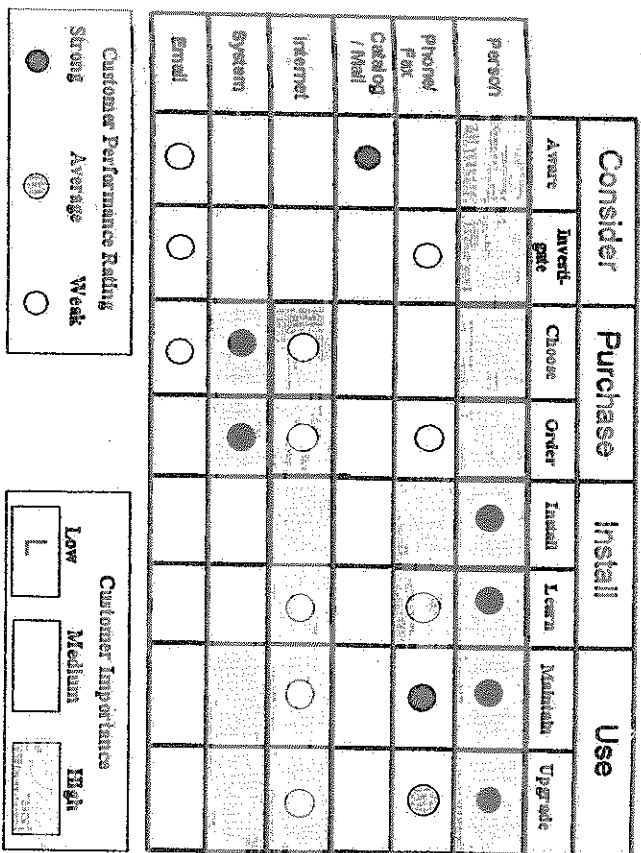 Consider Purchase Install Use
Aware Investi-
gate Choose Order Install Learn Maintain Upgrade
Person
Phone/
Fax
Catalog
/ Mail
Internet
System
Email
Customer Performance Rating
Strong Average Weak
Customer Importance
Low Medium High
L